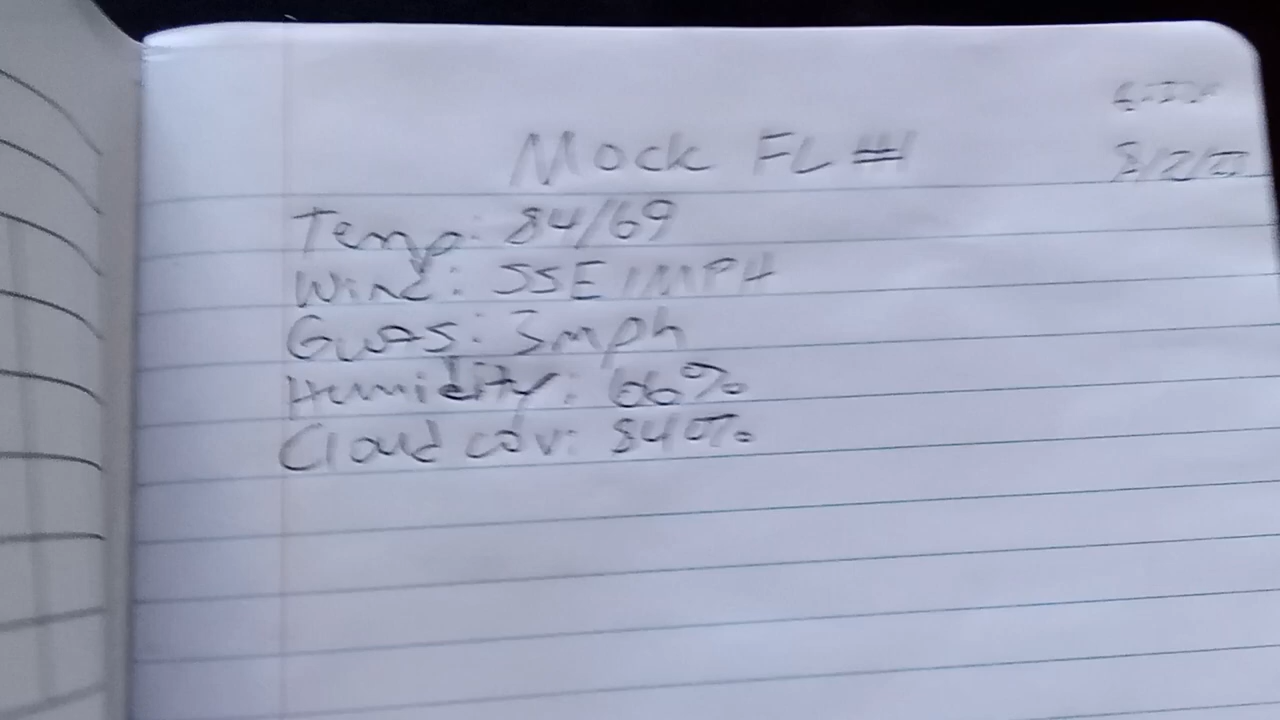 Mock FL #1
Temp: 84/69
Wind: SSE 1MPH
Gusts: 3mph
Humidity: 66%
Cloud cov: 84%